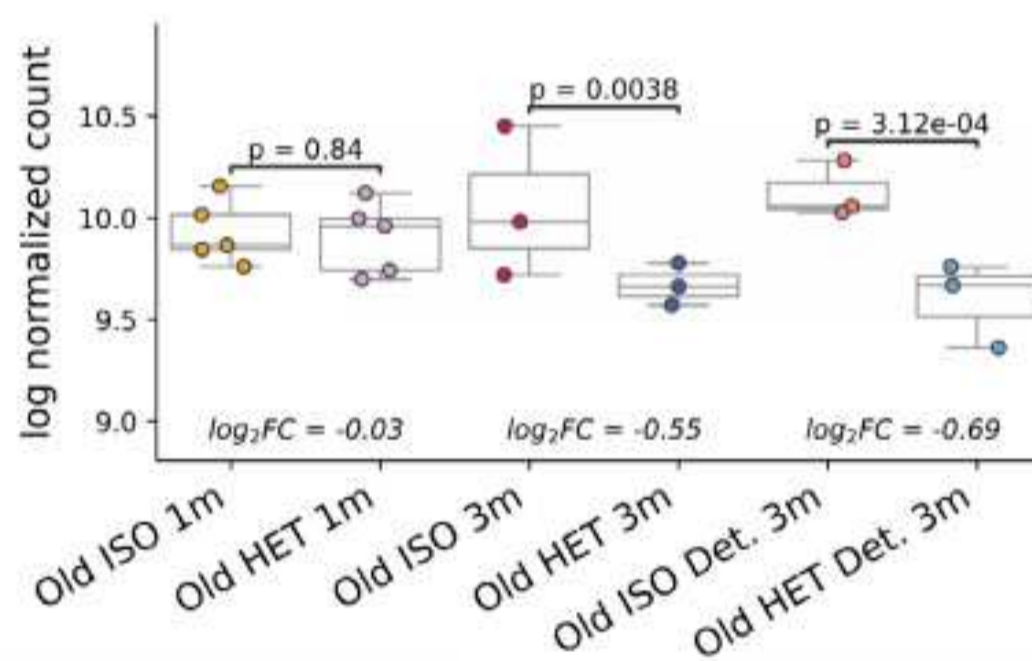 log normalized count
10.5
10.0
9.5
9.0
p = 0.84
p = 0.0038
p = 3.12e-04
log₂FC = -0.03
log₂FC = -0.55
log₂FC = -0.69
Old ISO 1m
Old HET 1m
Old ISO 3m
Old HET 3m
Old ISO Det. 3m
Old HET Det. 3m